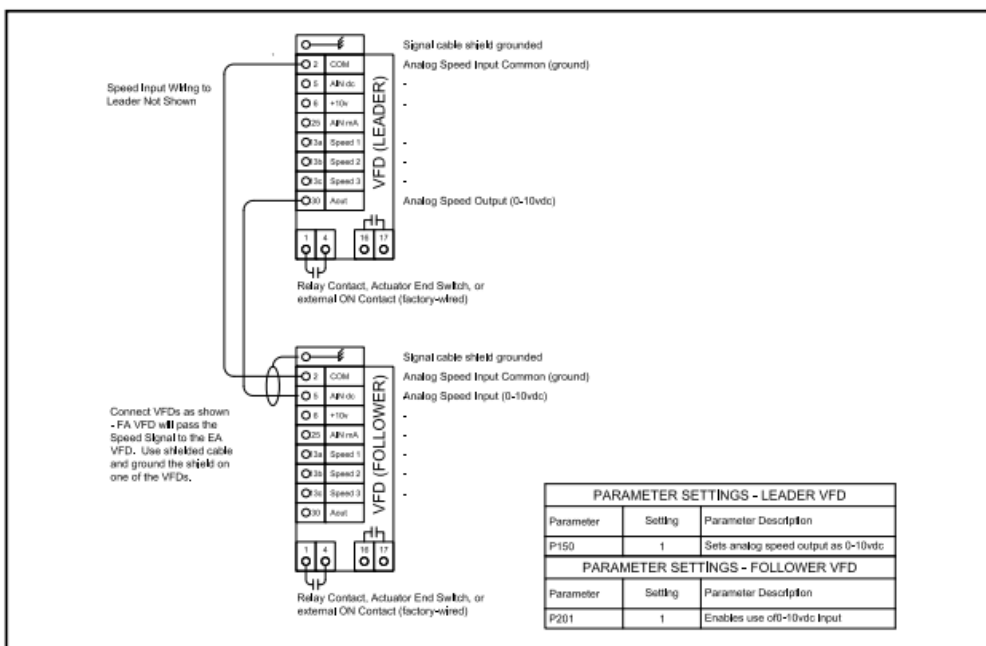 Signal cable shield grounded
2 COM Analog Speed Input Common (ground)
5 AIN dc -
6 +10v -
25 AIN mA
13a Speed 1 -
13b Speed 2 -
13c Speed 3 -
30 Aout Analog Speed Output (0-10vdc)
VFD (LEADER)
1 4 16 17
Speed Input Wiring to
Leader Not Shown
Relay Contact, Actuator End Switch, or
external ON Contact (factory-wired)
Signal cable shield grounded
2 COM Analog Speed Input Common (ground)
5 AIN dc Analog Speed Input (0-10vdc)
6 +10v -
25 AIN mA -
13a Speed 1 -
13b Speed 2 -
13c Speed 3 -
30 Aout
VFD (FOLLOWER)
1 4 16 17
Connect VFDs as shown
- FA VFD will pass the
Speed Signal to the EA
VFD. Use shielded cable
and ground the shield on
one of the VFDs.
Relay Contact, Actuator End Switch, or
external ON Contact (factory-wired)
PARAMETER SETTINGS - LEADER VFD
Parameter Setting Parameter Description
P150 1 Sets analog speed output as 0-10vdc
PARAMETER SETTINGS - FOLLOWER VFD
Parameter Setting Parameter Description
P201 1 Enables use of0-10vdc Input